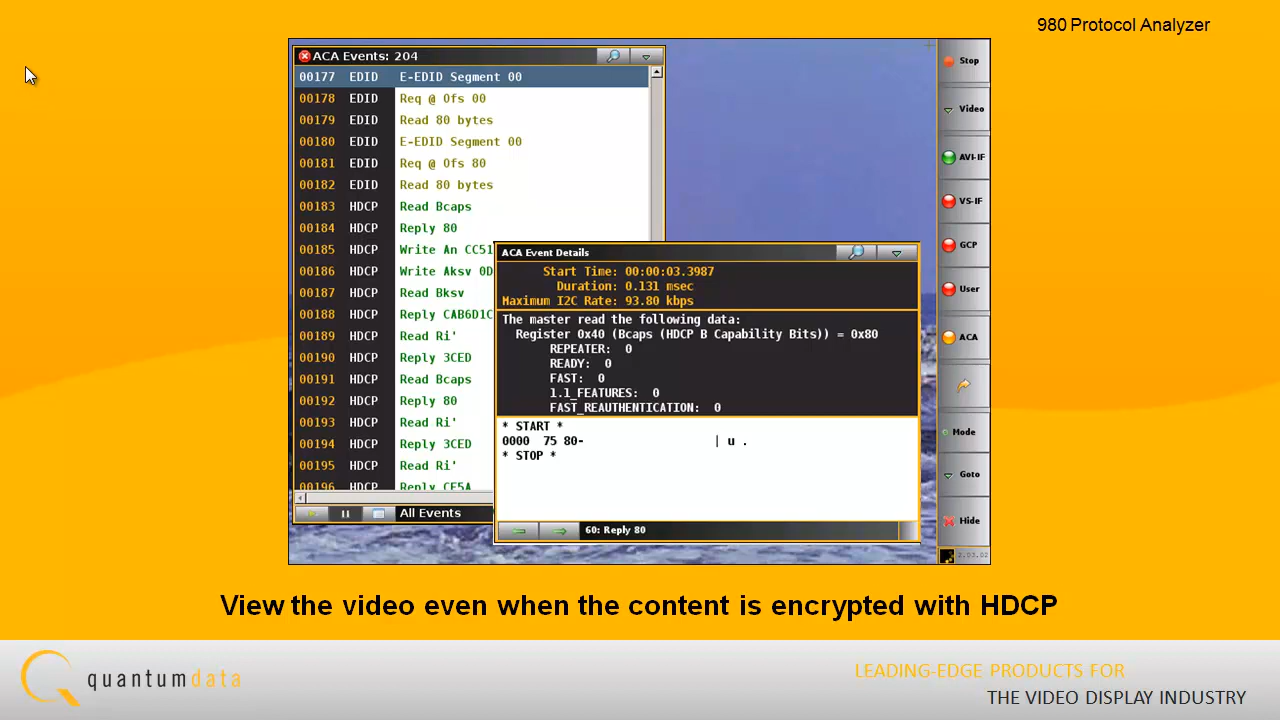 980 Protocol Analyzer
ACA Events: 204
00177 EDID E-EDID Segment 00
00178 EDID Req @ Ofs 00
00179 EDID Read 80 bytes
00180 EDID E-EDID Segment 00
00181 EDID Req @ Ofs 80
00182 EDID Read 80 bytes
00183 HDCP Read Bcaps
00184 HDCP Reply 80
00185 HDCP Write An CC51
00186 HDCP Write Aksv 0D
00187 HDCP Read Bksv
00188 HDCP Reply CAB6D1C
00189 HDCP Read Ri'
00190 HDCP Reply 3CED
00191 HDCP Read Bcaps
00192 HDCP Reply 80
00193 HDCP Read Ri'
00194 HDCP Reply 3CED
00195 HDCP Read Ri'
00196 HDCP Reply CE5A
All Events
ACA Event Details
Start Time: 00:00:03.3987
Duration: 0.131 msec
Maximum I2C Rate: 93.80 kbps
The master read the following data:
Register 0x40 (Bcaps (HDCP B Capability Bits)) = 0x80
REPEATER: 0
READY: 0
FAST: 0
1.1_FEATURES: 0
FAST_REAUTHENTICATION: 0
* START *
0000 75 80- | u .
* STOP *
60: Reply 80
Stop
Video
AVI-IF
VS-IF
GCP
User
ACA
Mode
Goto
Hide
View the video even when the content is encrypted with HDCP
quantumdata
LEADING-EDGE PRODUCTS FOR
THE VIDEO DISPLAY INDUSTRY